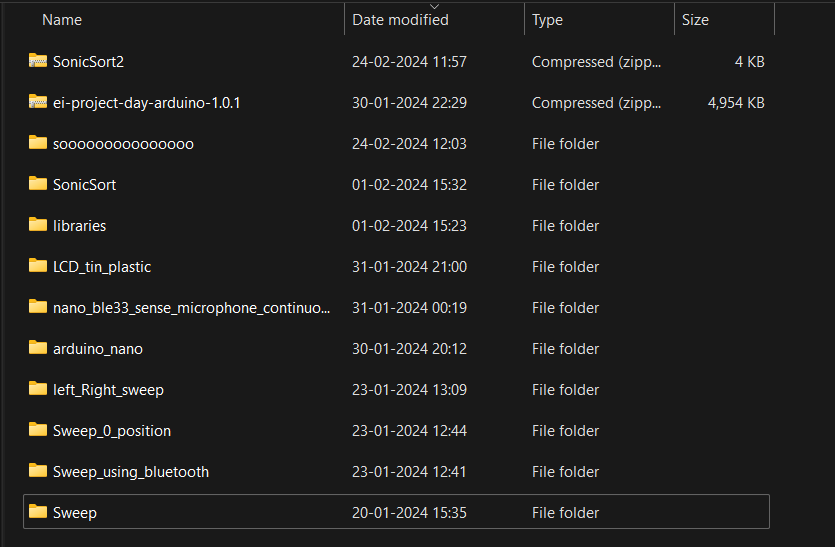 Name Date modified Type Size
SonicSort2 24-02-2024 11:57 Compressed (zipp... 4 KB
ei-project-day-arduino-1.0.1 30-01-2024 22:29 Compressed (zipp... 4,954 KB
sooooooooooooooo 24-02-2024 12:03 File folder
SonicSort 01-02-2024 15:32 File folder
libraries 01-02-2024 15:23 File folder
LCD_tin_plastic 31-01-2024 21:00 File folder
nano_ble33_sense_microphone_continuo... 31-01-2024 00:19 File folder
arduino_nano 30-01-2024 20:12 File folder
left_Right_sweep 23-01-2024 13:09 File folder
Sweep_0_position 23-01-2024 12:44 File folder
Sweep_using_bluetooth 23-01-2024 12:41 File folder
Sweep 20-01-2024 15:35 File folder